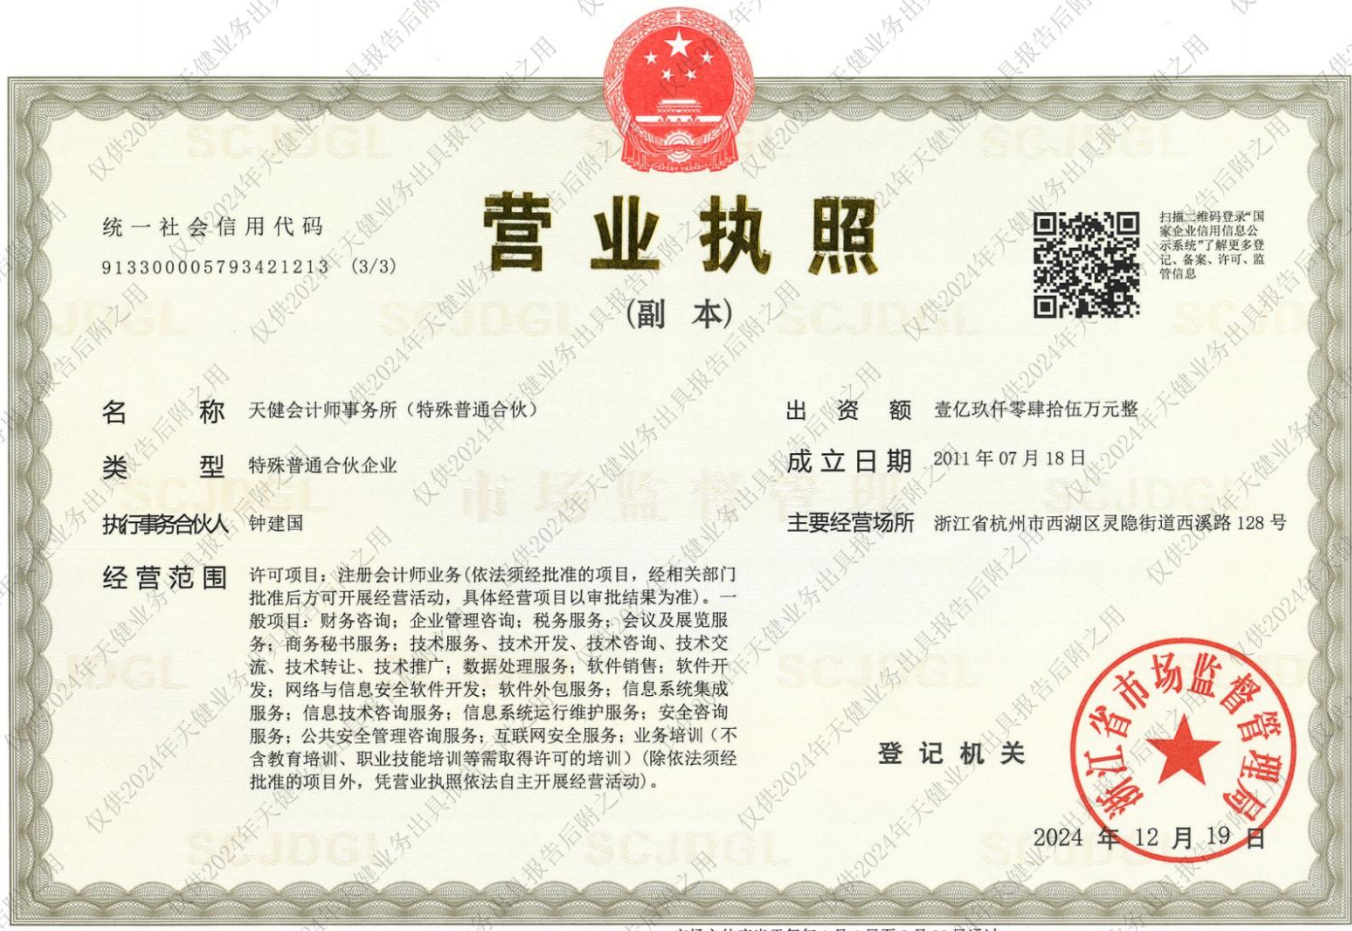 营业执照
(副 本)
统一社会信用代码
913300005793421213 (3/3)
扫描二维码登录“国
家企业信用信息公
示系统”了解更多登
记、备案、许可、监
管信息
名 称 天健会计师事务所（特殊普通合伙）
类 型 特殊普通合伙企业
执行事务合伙人 钟建国
经营范围 许可项目：注册会计师业务(依法须经批准的项目，经相关部门
批准后方可开展经营活动，具体经营项目以审批结果为准)。一
般项目：财务咨询；企业管理咨询；税务服务；会议及展览服
务；商务秘书服务；技术服务、技术开发、技术咨询、技术交
流、技术转让、技术推广；数据处理服务；软件销售；软件开
发；网络与信息安全软件开发；软件外包服务；信息系统集成
服务；信息技术咨询服务；信息系统运行维护服务；安全咨询
服务；公共安全管理咨询服务；互联网安全服务；业务培训（不
含教育培训、职业技能培训等需取得许可的培训）(除依法须经
批准的项目外，凭营业执照依法自主开展经营活动)。
出 资 额 壹亿玖仟零肆拾伍万元整
成立日期 2011 年 07 月 18 日
主要经营场所 浙江省杭州市西湖区灵隐街道西溪路 128 号
登记机关
浙江省市场监督管理局
2024 年 12 月 19 日
仅供2024年天健业务出具报告后附之用
SCJDGL
市场监督管理